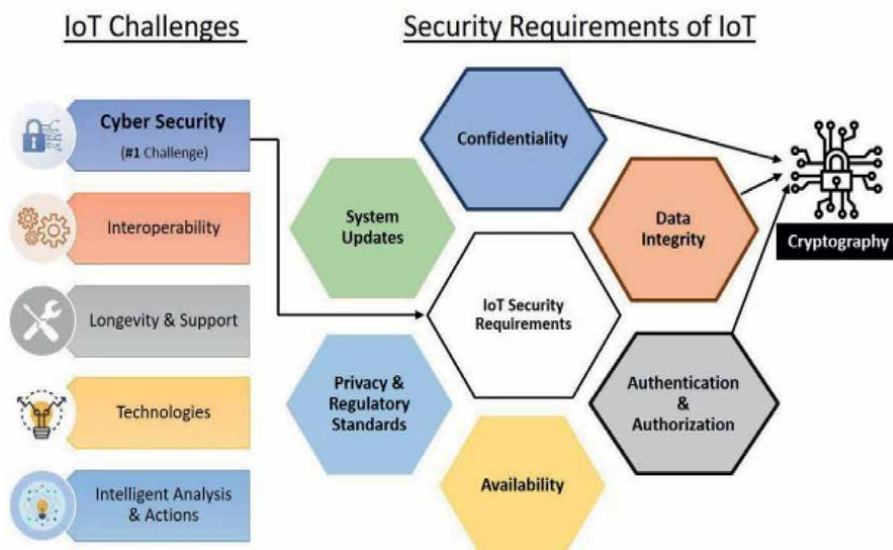 IoT Challenges
Cyber Security
(#1 Challenge)
Interoperability
Longevity & Support
Technologies
Intelligent Analysis
& Actions
Security Requirements of IoT
Confidentiality
System
Updates
Data
Integrity
IoT Security
Requirements
Privacy &
Regulatory
Standards
Authentication
&
Authorization
Availability
Cryptography